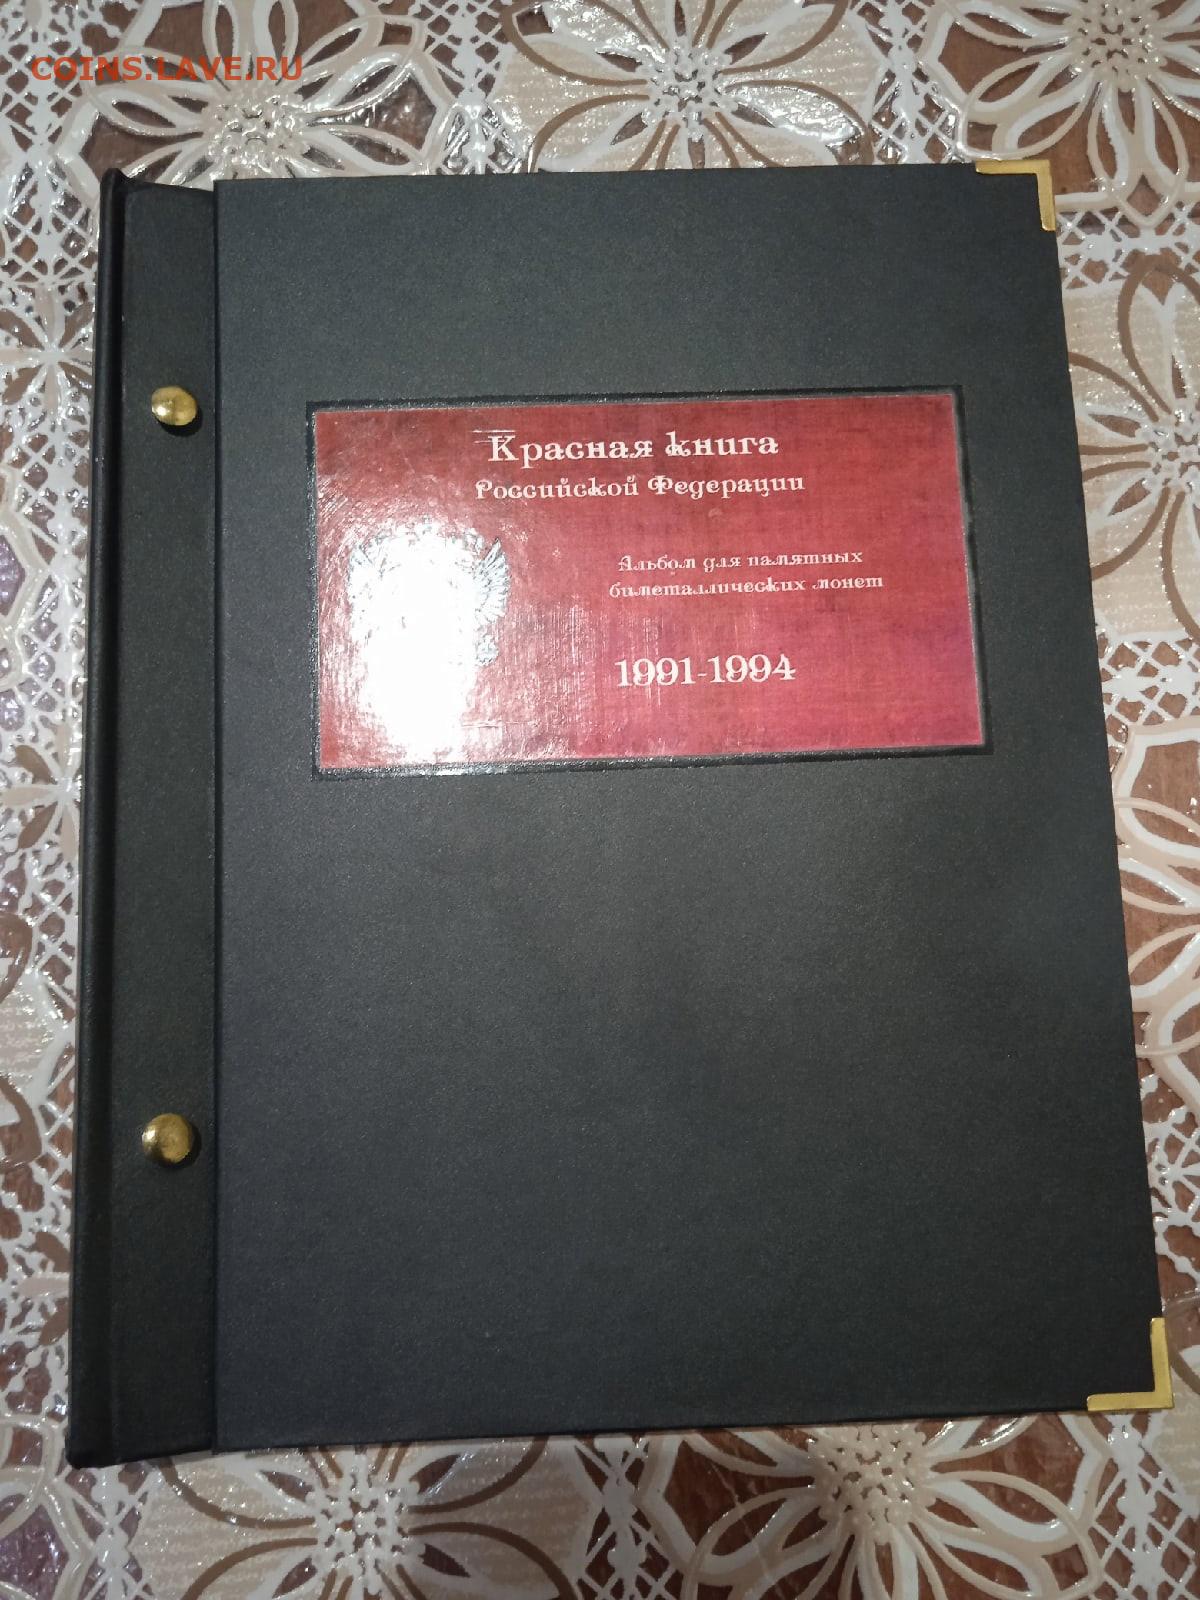 COINS.LAVE.RU
Красная книга
Российской Федерации
Альбом для памятных
биметаллических монет
1991-1994